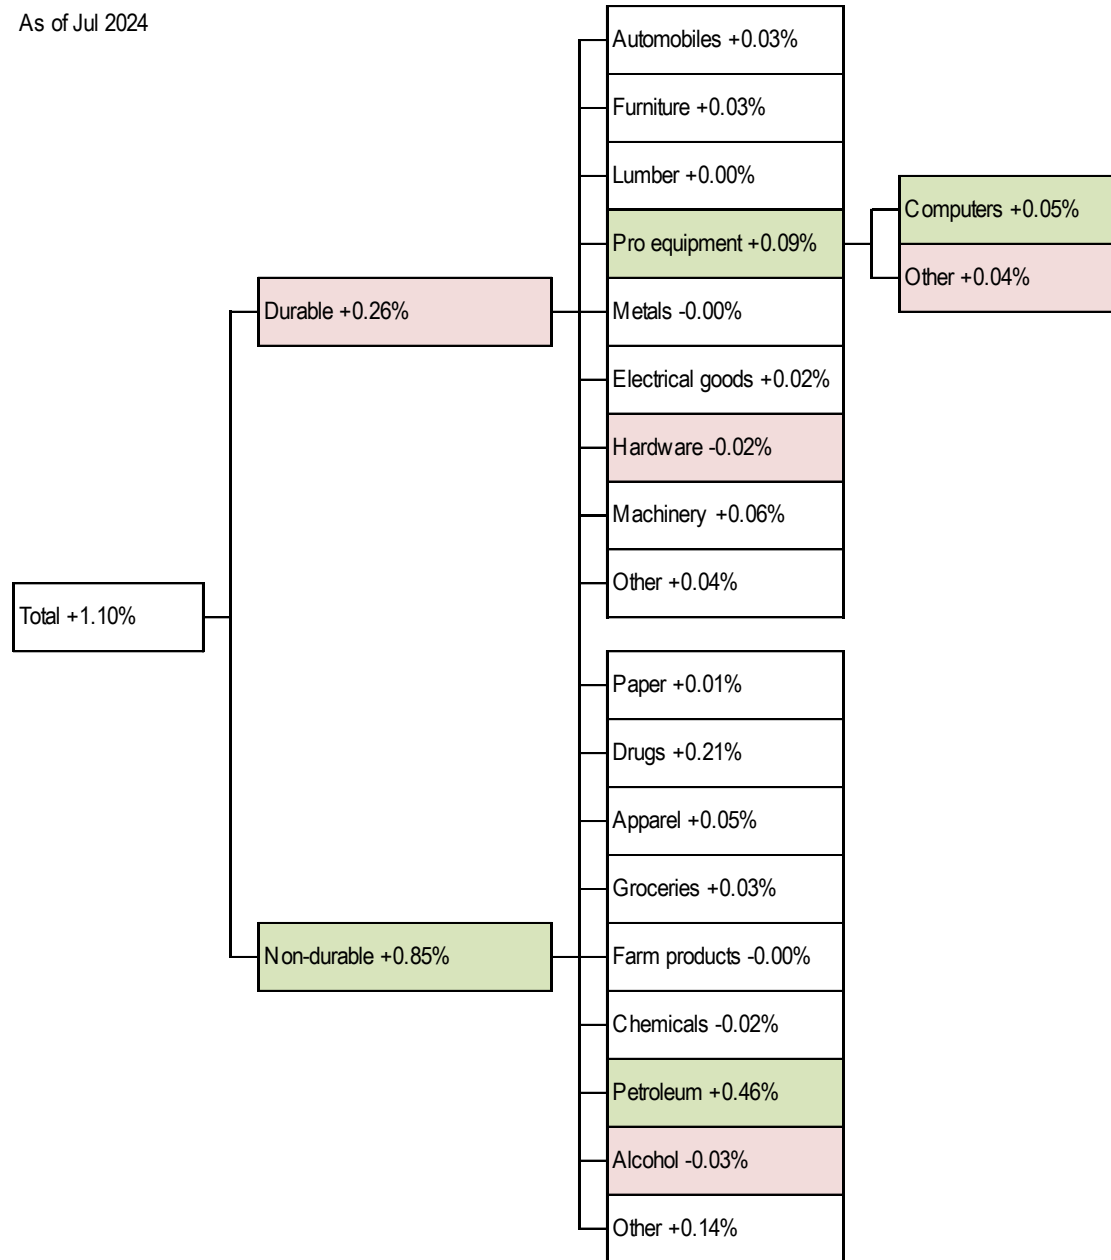 As of Jul 2024
Automobiles +0.03%
Furniture +0.03%
Lumber +0.00%
Pro equipment +0.09%
Computers +0.05%
Other +0.04%
Durable +0.26%
Metals -0.00%
Electrical goods +0.02%
Hardware -0.02%
Machinery +0.06%
Other +0.04%
Total +1.10%
Paper +0.01%
Drugs +0.21%
Apparel +0.05%
Groceries +0.03%
Non-durable +0.85%
Farm products -0.00%
Chemicals -0.02%
Petroleum +0.46%
Alcohol -0.03%
Other +0.14%